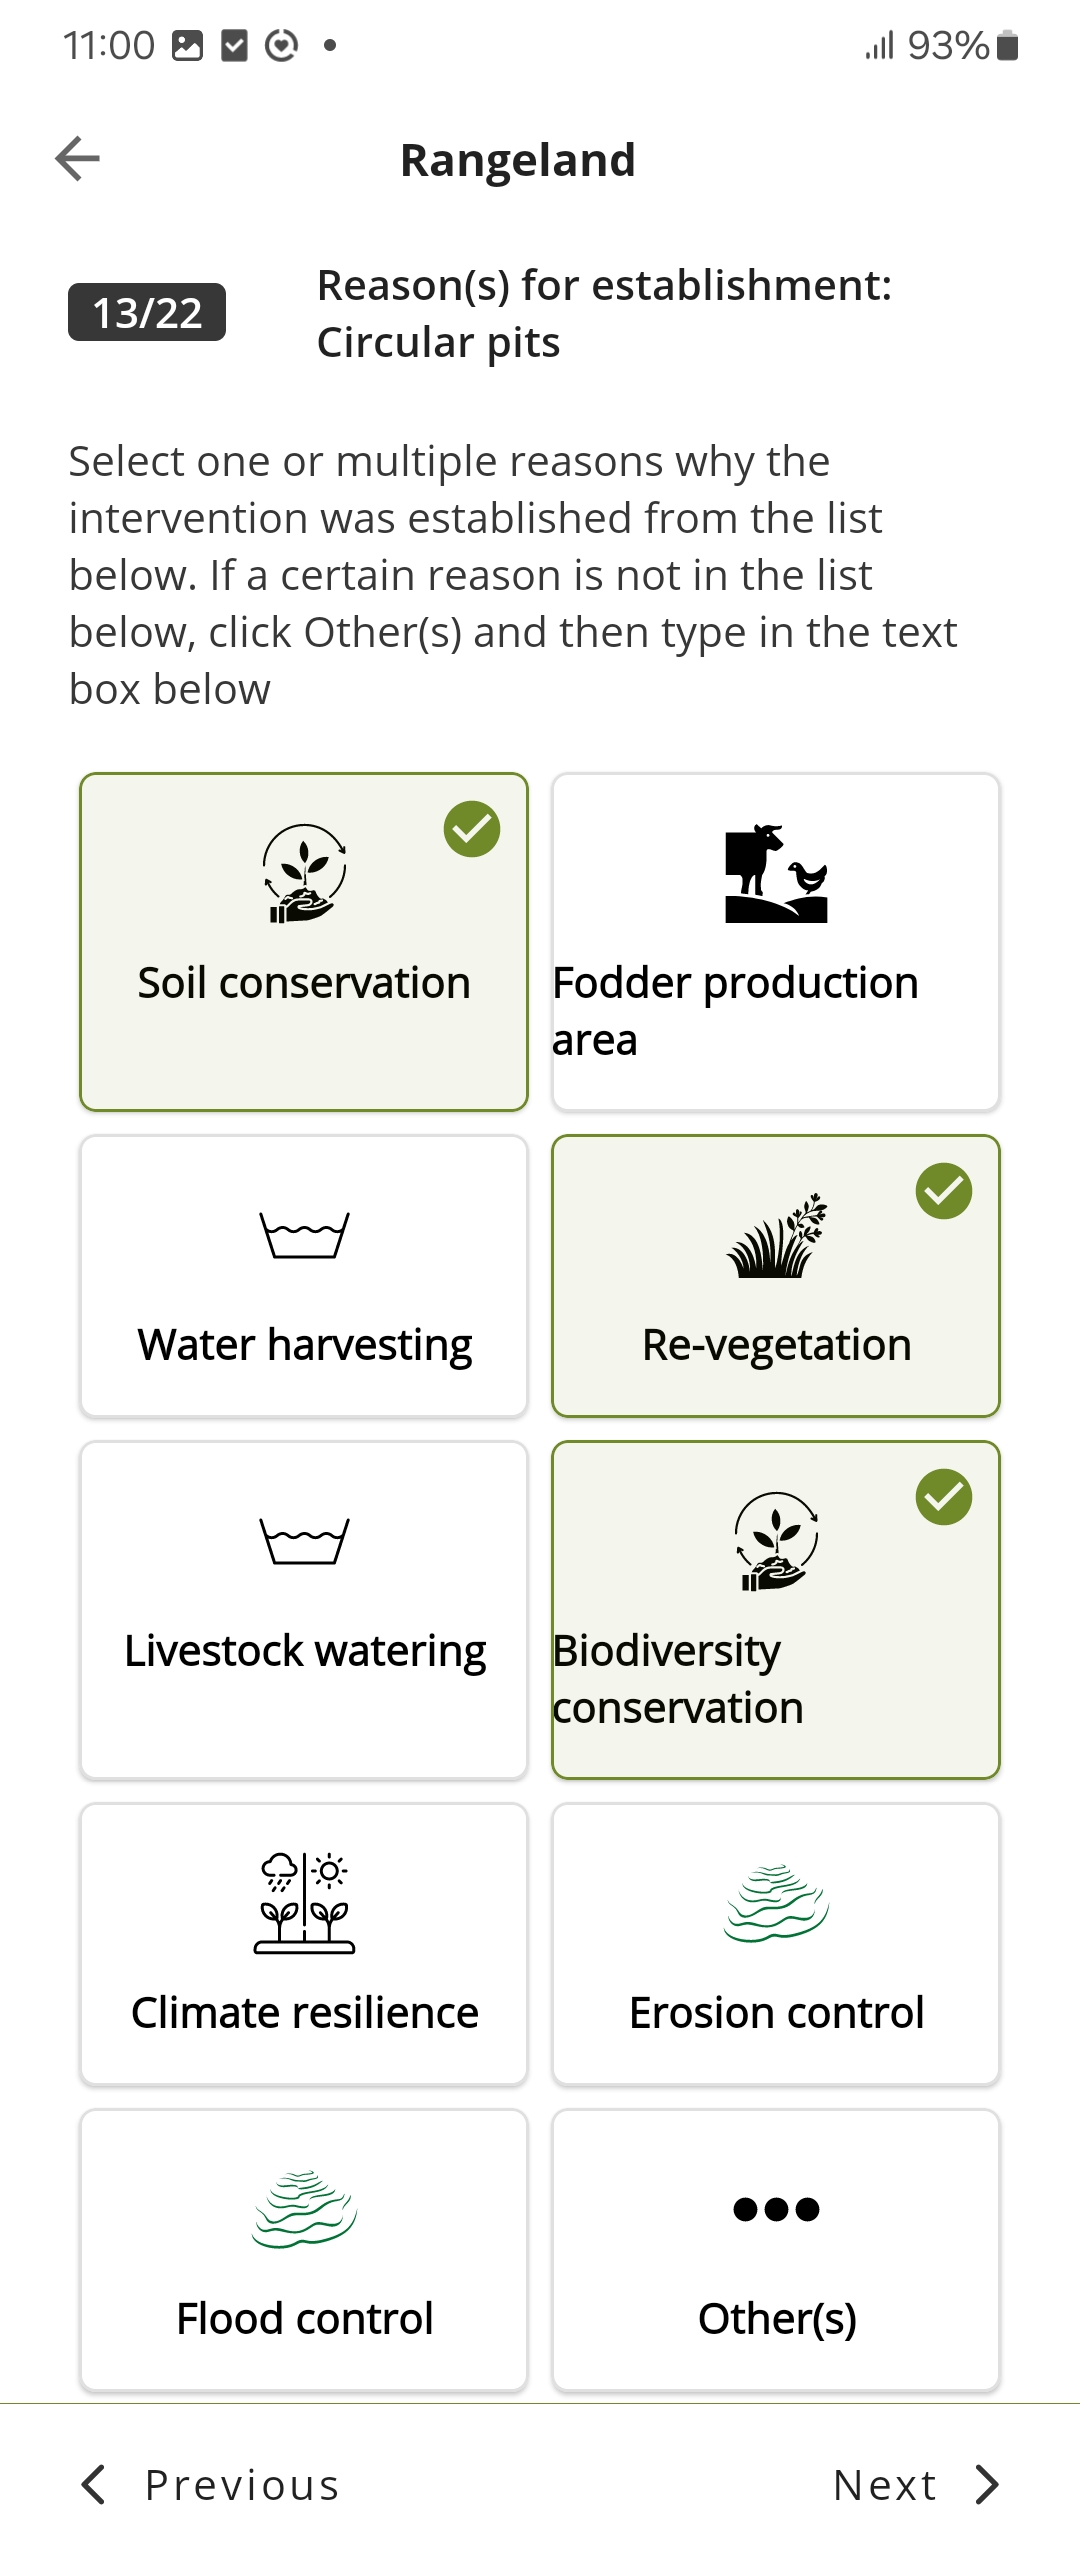 11:00
93%
Rangeland
13/22
Reason(s) for establishment:
Circular pits
Select one or multiple reasons why the
intervention was established from the list
below. If a certain reason is not in the list
below, click Other(s) and then type in the text
box below
Soil conservation
Fodder production
area
Water harvesting
Re-vegetation
Livestock watering
Biodiversity
conservation
Climate resilience
Erosion control
Flood control
Other(s)
Previous
Next